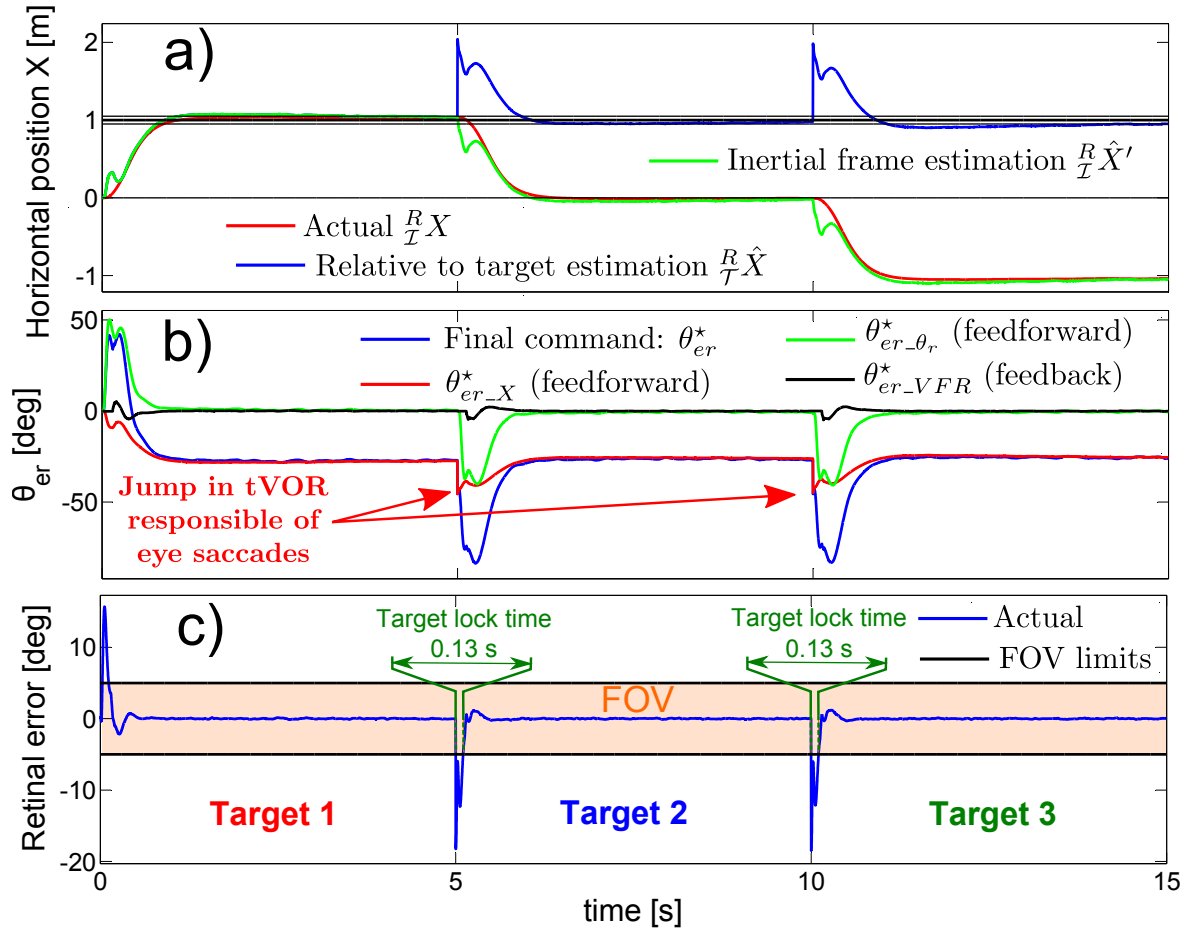 a)
Horizontal position X [m]
2
1
0
-1
Inertial frame estimation $^{R}_{\mathcal{I}}\hat{X}'$
Actual $^{R}_{\mathcal{I}}X$
Relative to target estimation $^{R}_{\mathcal{T}}\hat{X}$
b)
θ_er [deg]
50
0
-50
Final command: $\theta^{\star}_{er}$
$\theta^{\star}_{er\_X}$ (feedforward)
$\theta^{\star}_{er\_\theta_r}$ (feedforward)
$\theta^{\star}_{er\_VFR}$ (feedback)
Jump in tVOR
responsible of
eye saccades
c)
Retinal error [deg]
10
0
-10
-20
Target lock time
0.13 s
Target lock time
0.13 s
Actual
FOV limits
FOV
Target 1
Target 2
Target 3
0
5
10
15
time [s]